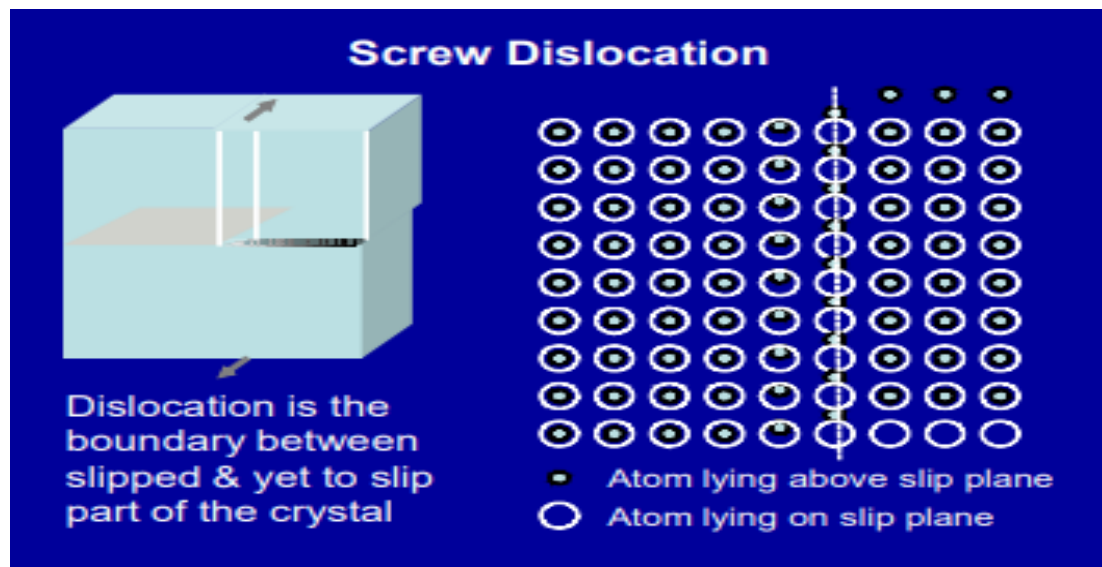 Screw Dislocation
Dislocation is the
boundary between
slipped & yet to slip
part of the crystal
Atom lying above slip plane
Atom lying on slip plane